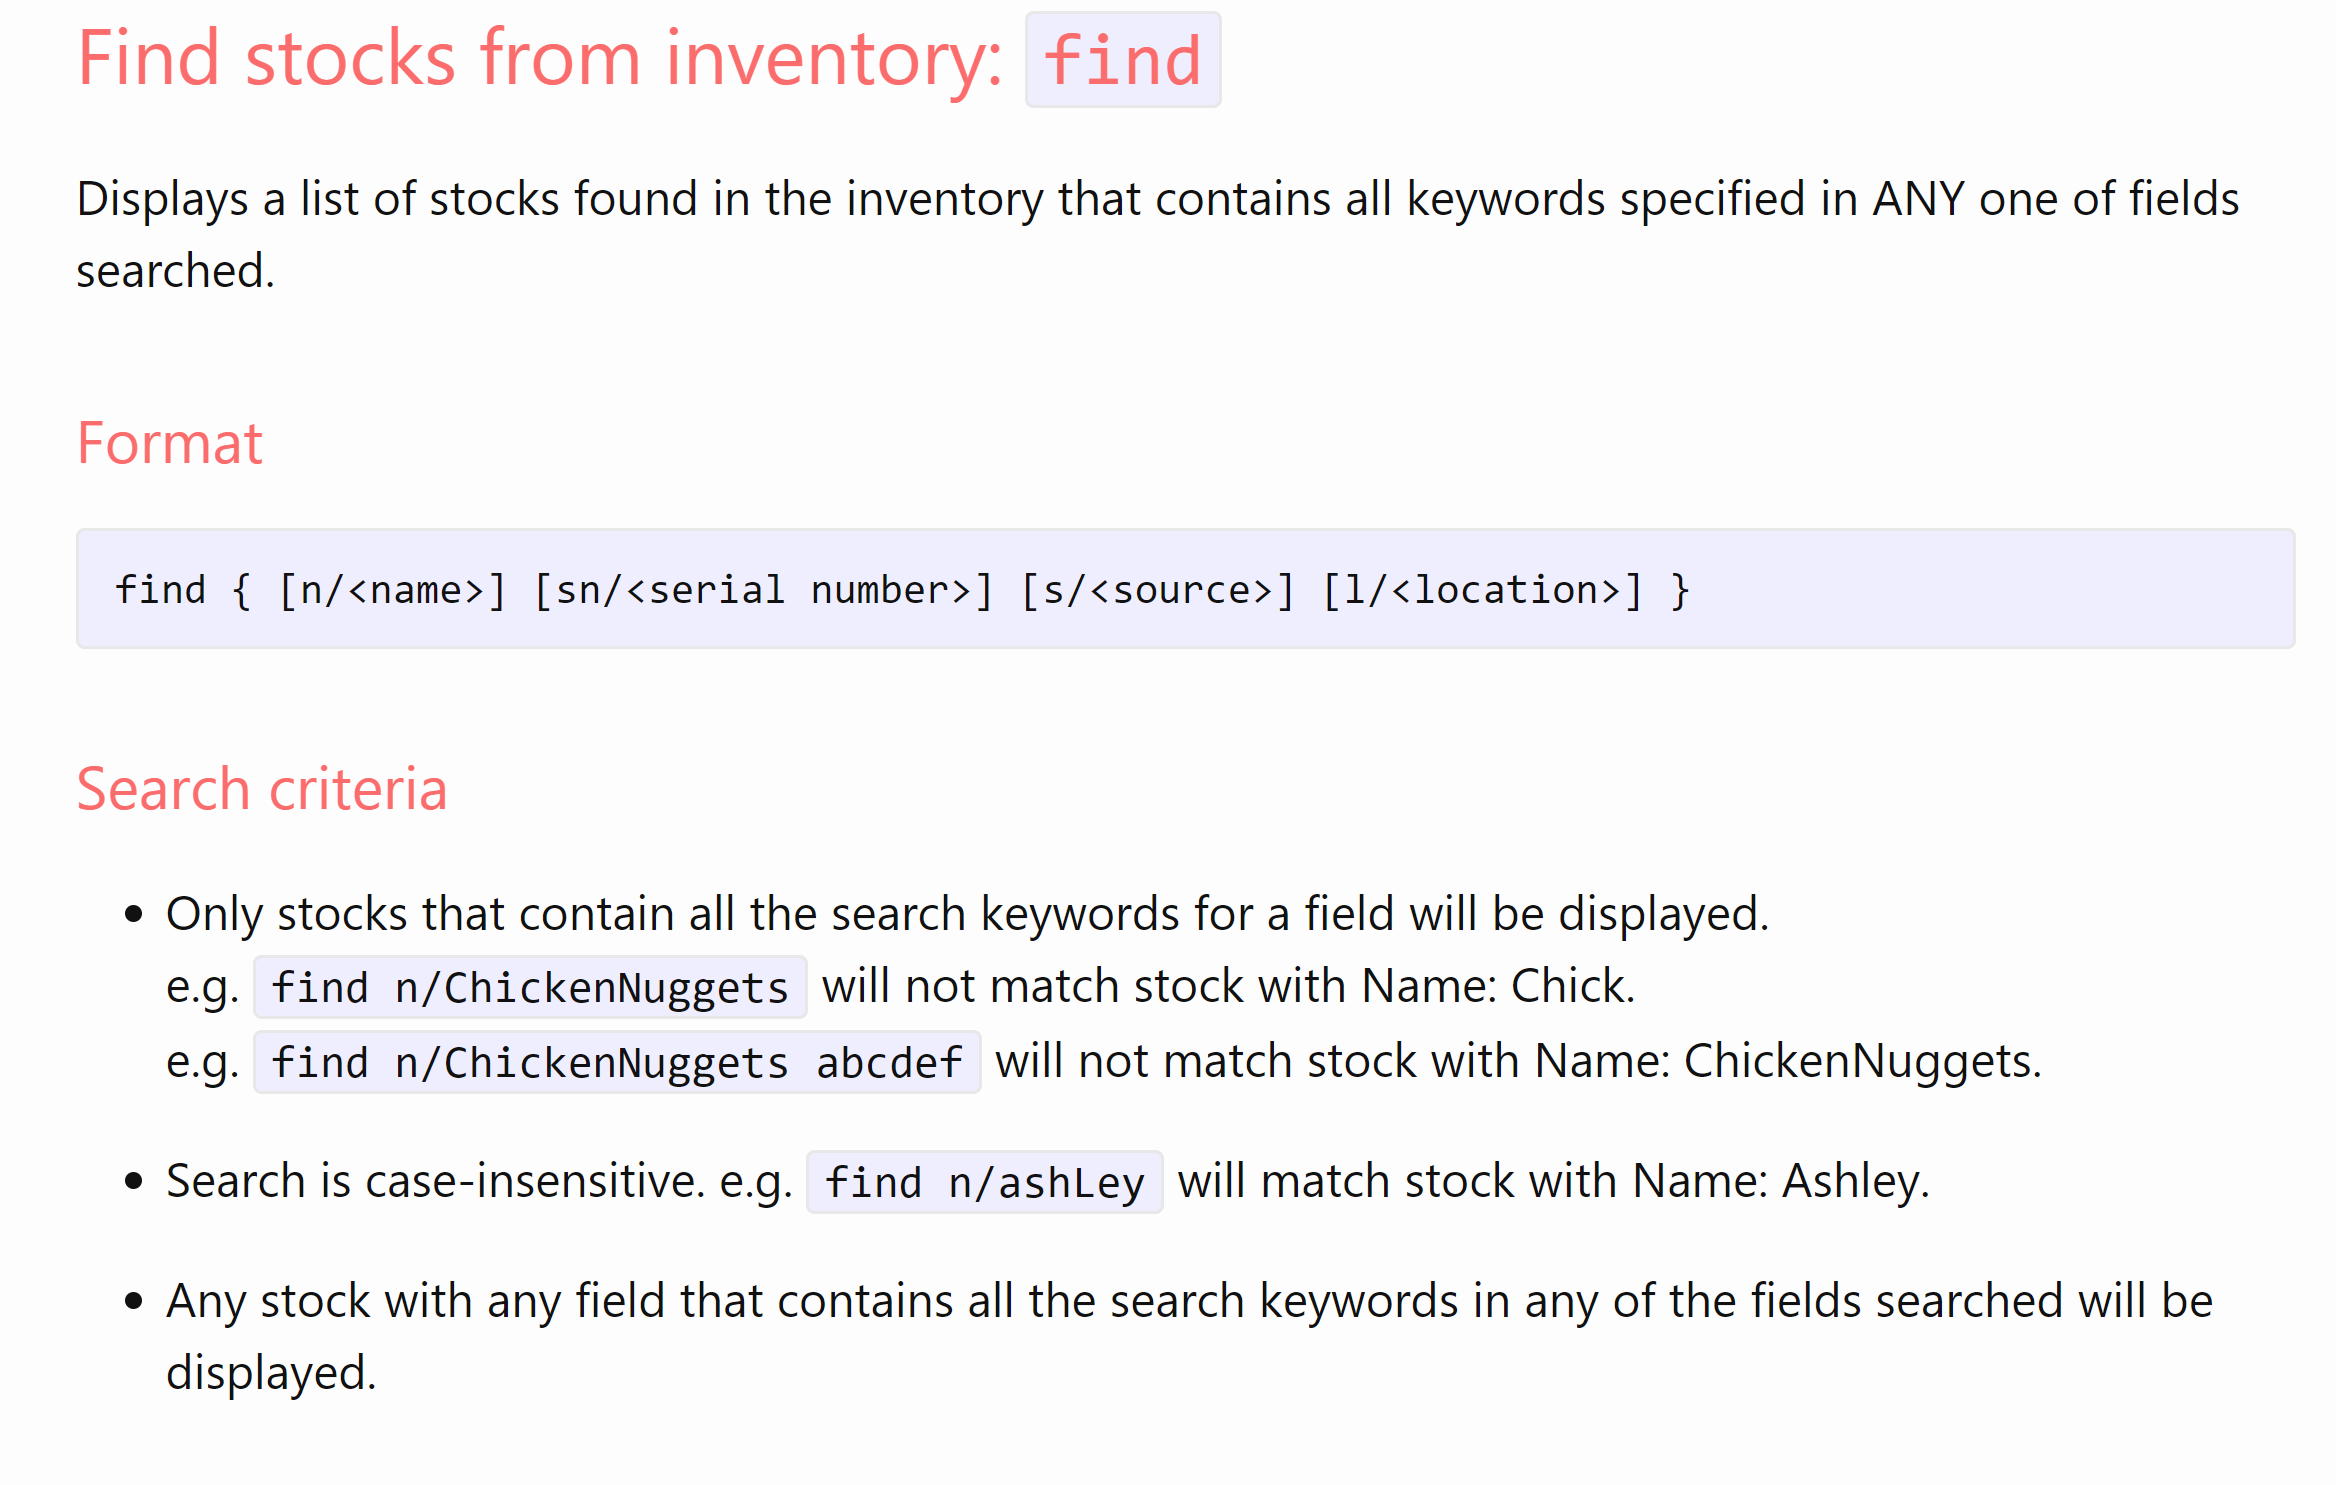 Find stocks from inventory: find
Displays a list of stocks found in the inventory that contains all keywords specified in ANY one of fields
searched.
Format
find { [n/<name>] [sn/<serial number>] [s/<source>] [l/<location>] }
Search criteria
• Only stocks that contain all the search keywords for a field will be displayed.
e.g. find n/ChickenNuggets will not match stock with Name: Chick.
e.g. find n/ChickenNuggets abcdef will not match stock with Name: ChickenNuggets.
• Search is case-insensitive. e.g. find n/ashLey will match stock with Name: Ashley.
• Any stock with any field that contains all the search keywords in any of the fields searched will be
displayed.